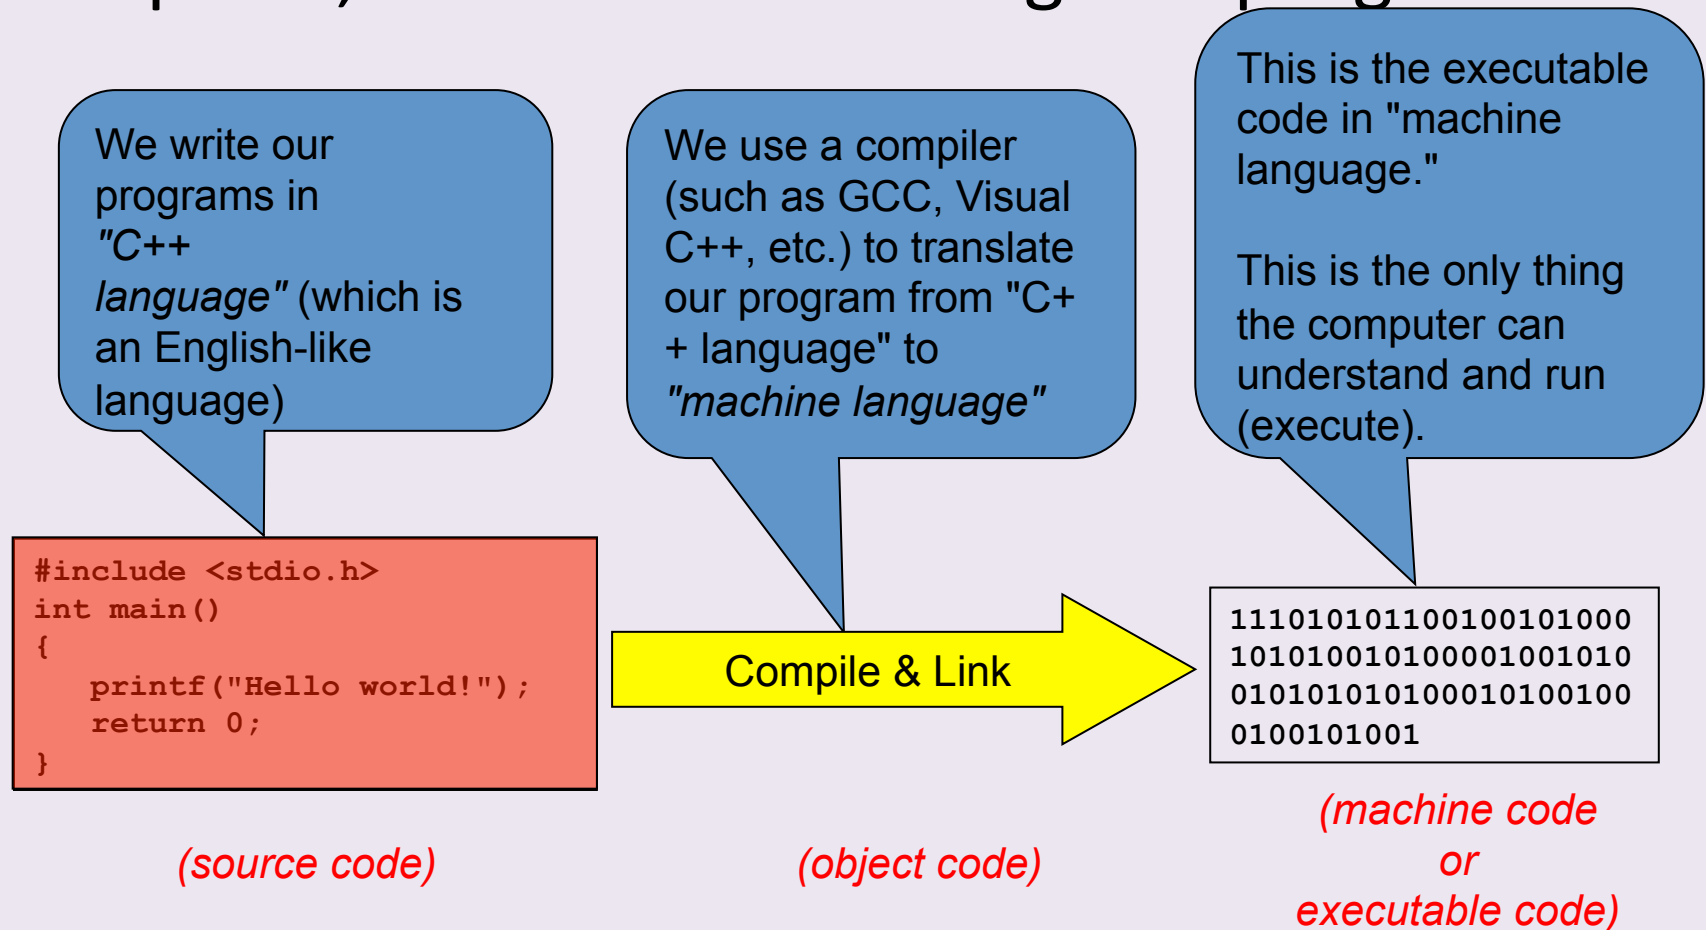 We write our
programs in
"C++
language" (which is
an English-like
language)
We use a compiler
(such as GCC, Visual
C++, etc.) to translate
our program from "C+
+ language" to
"machine language"
This is the executable
code in "machine
language."
This is the only thing
the computer can
understand and run
(execute).
#include <stdio.h>
int main()
{
printf("Hello world!");
return 0;
}
Compile & Link
11101010110010010100
10101001010000100101
01010101010001010010
0100101001
(source code)
(object code)
(machine code
or
executable code)